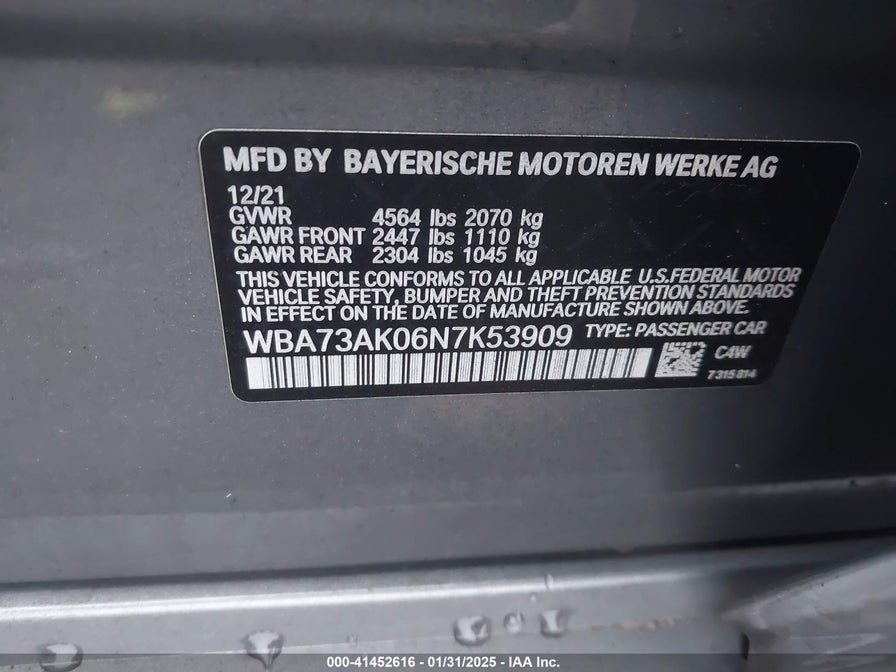 MFD BY BAYERISCHE MOTOREN WERKE AG
12/21
GVWR 4564 lbs 2070 kg
GAWR FRONT 2447 lbs 1110 kg
GAWR REAR 2304 lbs 1045 kg
THIS VEHICLE CONFORMS TO ALL APPLICABLE U.S.FEDERAL MOTOR
VEHICLE SAFETY, BUMPER AND THEFT PREVENTION STANDARDS
IN EFFECT ON THE DATE OF MANUFACTURE SHOWN ABOVE.
WBA73AK06N7K53909 TYPE: PASSENGER CAR
C4W
7315814
000-41452616 - 01/31/2025 - IAA Inc.